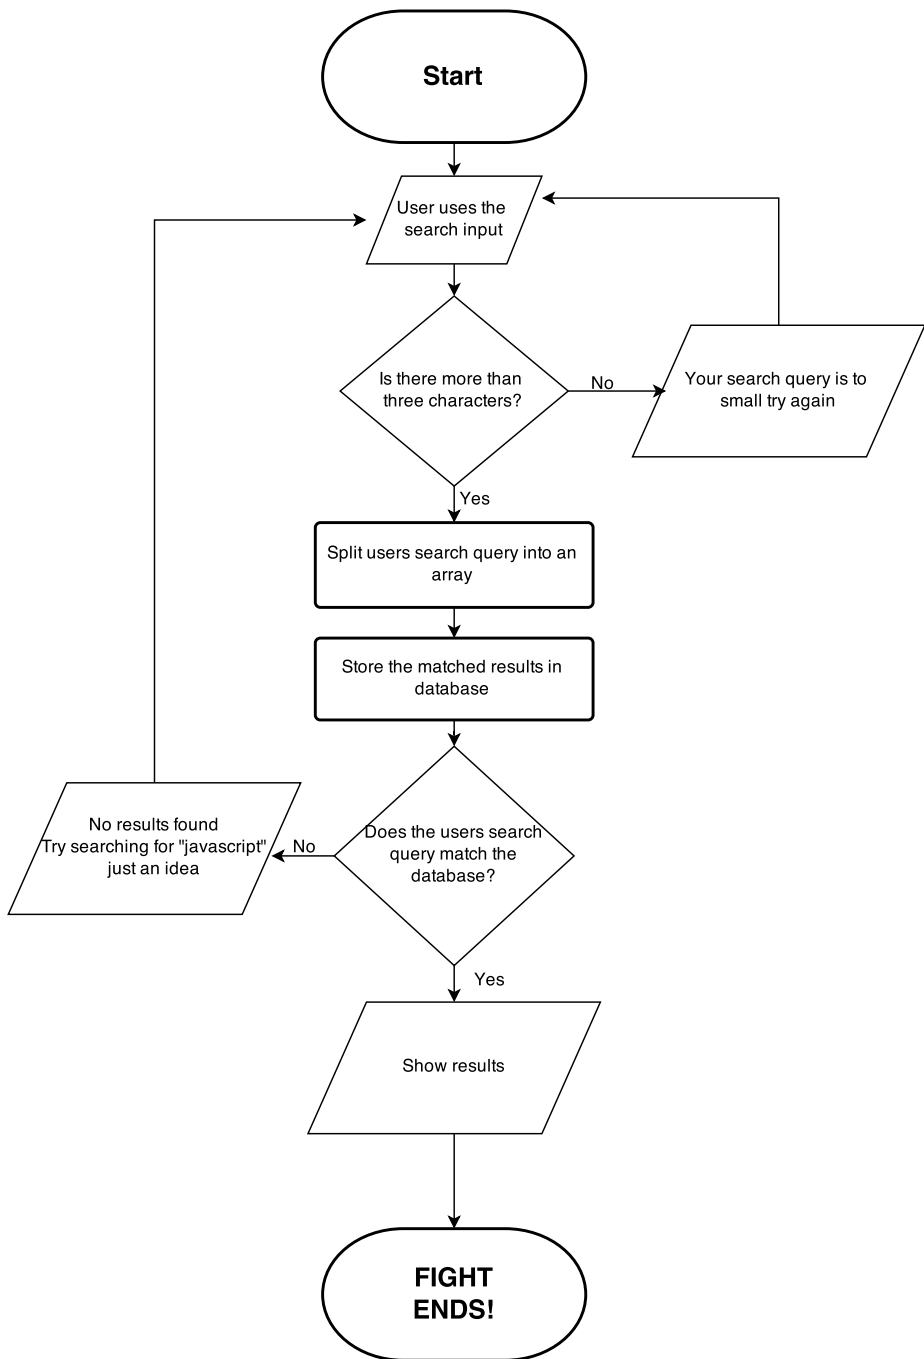 Start
User uses the
search input
Is there more than
three characters?
No
Your search query is to
small try again
Yes
Split users search query into an
array
Store the matched results in
database
No results found
Try searching for "javascript"
just an idea
No
Does the users search
query match the
database?
Yes
Show results
FIGHT
ENDS!